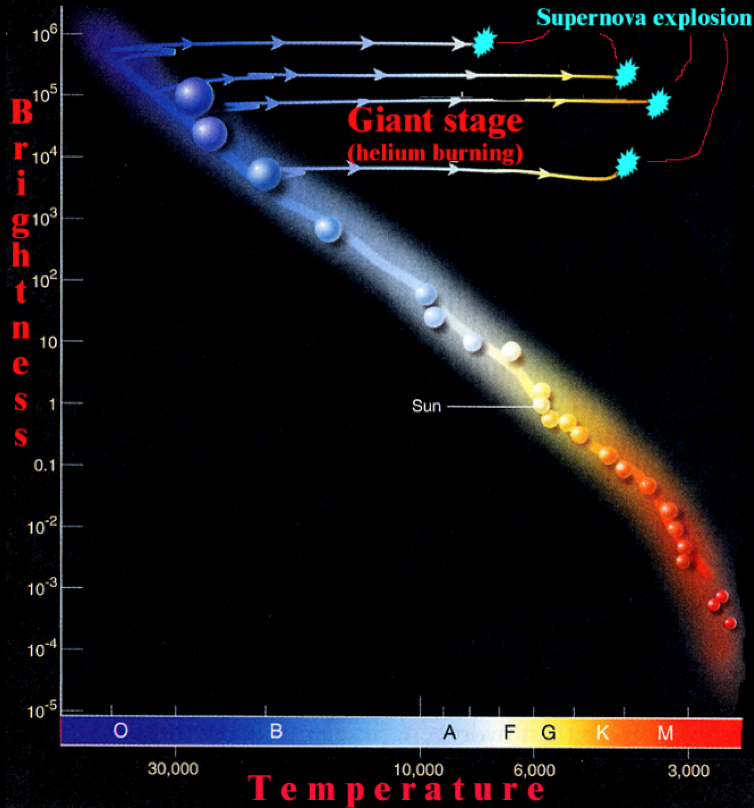 Supernova explosion
Giant stage
(helium burning)
Brightness
10⁶
10⁵
10⁴
10³
10²
10
1
0.1
10⁻²
10⁻³
10⁻⁴
10⁻⁵
Sun
O B A F G K M
30,000 10,000 6,000 3,000
Temperature